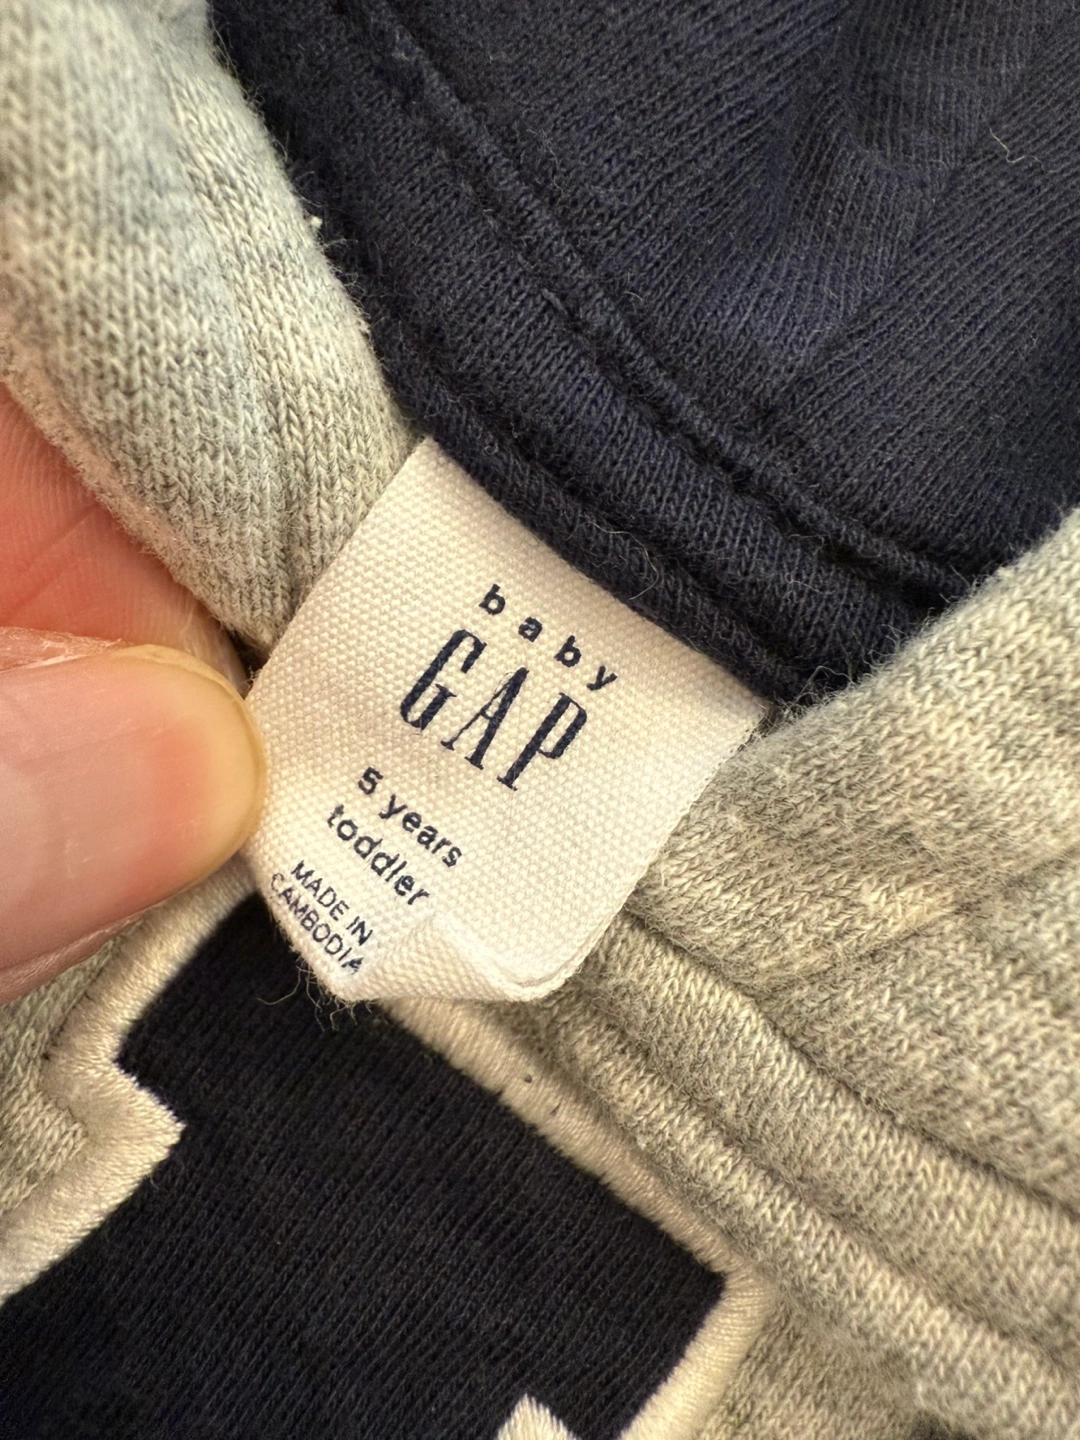 baby
GAP
5 years
toddler
MADE IN
CAMBODIA